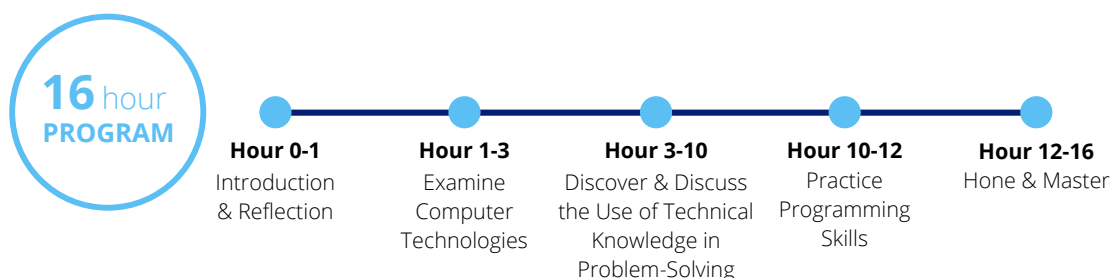 16 hour
PROGRAM
Hour 0-1
Introduction
& Reflection
Hour 1-3
Examine
Computer
Technologies
Hour 3-10
Discover & Discuss
the Use of Technical
Knowledge in
Problem-Solving
Hour 10-12
Practice
Programming
Skills
Hour 12-16
Hone & Master